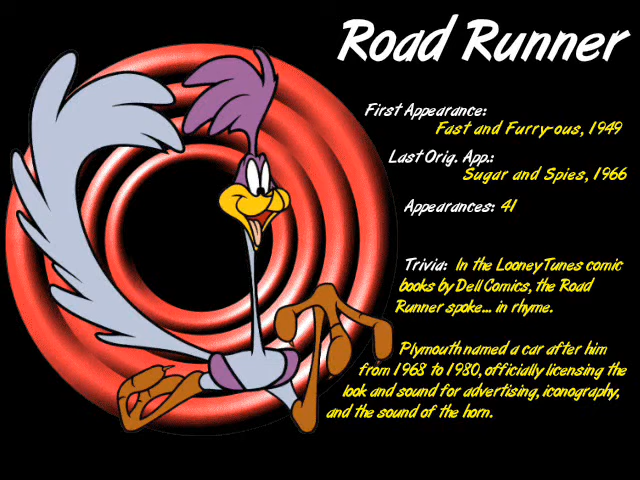 Road Runner
First Appearance:
Fast and Furry-ous, 1949
Last Orig. App.:
Sugar and Spies, 1966
Appearances: 41
Trivia: In the Looney Tunes comic
books by Dell Comics, the Road
Runner spoke... in rhyme.
Plymouth named a car after him
from 1968 to 1980, officially licensing the
look and sound for advertising, iconography,
and the sound of the horn.